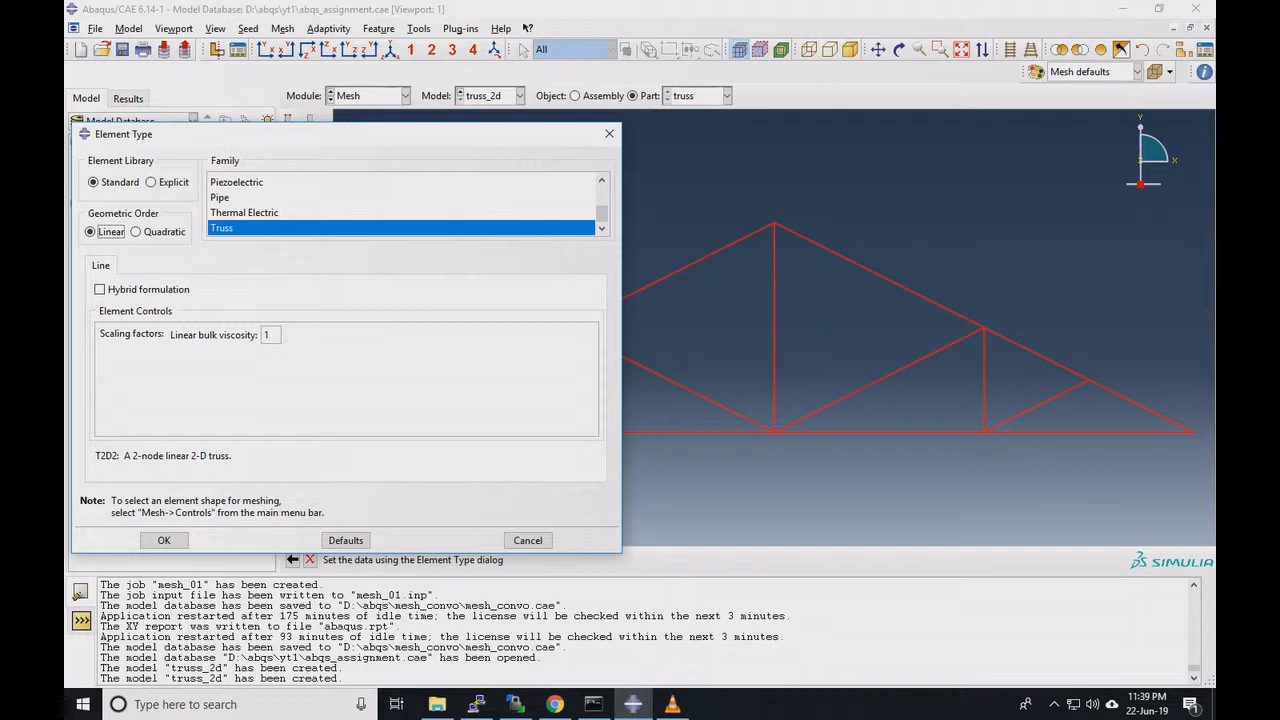 Abaqus/CAE 6.14-1 - Model Database: D:\abqs\yt1\abqs_assignment.cae [Viewport: 1]
File Model Viewport View Seed Mesh Adaptivity Feature Tools Plug-ins Help
1 2 3 4 All
Mesh defaults
Model Results Module: Mesh Model: truss_2d Object: Assembly Part: truss
Model Database
Element Type
Element Library
Standard Explicit
Geometric Order
Linear Quadratic
Family
Piezoelectric
Pipe
Thermal Electric
Truss
Line
Hybrid formulation
Element Controls
Scaling factors: Linear bulk viscosity: 1
T2D2: A 2-node linear 2-D truss.
Note: To select an element shape for meshing,
select "Mesh->Controls" from the main menu bar.
OK Defaults Cancel
Y
X
Z
Set the data using the Element Type dialog
SIMULIA
The job "mesh_01" has been created.
The job input file has been written to "mesh_01.inp".
The model database has been saved to "D:\abqs\mesh_convo\mesh_convo.cae".
Application restarted after 175 minutes of idle time; the license will be checked within the next 3 minutes.
The XY report was written to file "abaqus.rpt".
Application restarted after 93 minutes of idle time; the license will be checked within the next 3 minutes.
The model database has been saved to "D:\abqs\mesh_convo\mesh_convo.cae".
The model database "D:\abqs\yt1\abqs_assignment.cae" has been opened.
The model "truss_2d" has been created.
The model "truss_2d" has been created.
Type here to search
11:39 PM
22-Jun-19